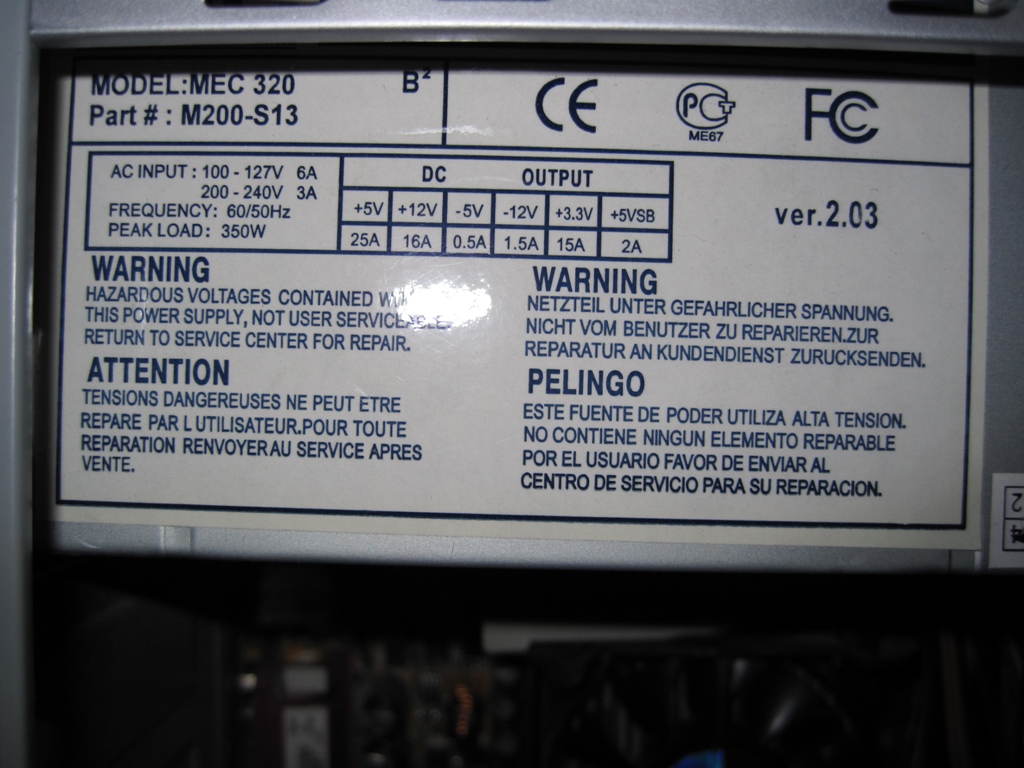 MODEL:MEC 320 B²
Part # : M200-S13
CE PCT ME67 FC
AC INPUT : 100 - 127V 6A
200 - 240V 3A
FREQUENCY: 60/50Hz
PEAK LOAD: 350W
DC OUTPUT
+5V +12V -5V -12V +3.3V +5VSB
25A 16A 0.5A 1.5A 15A 2A
ver.2.03
WARNING
HAZARDOUS VOLTAGES CONTAINED
THIS POWER SUPPLY, NOT USER SERVICEABLE.
RETURN TO SERVICE CENTER FOR REPAIR.
ATTENTION
TENSIONS DANGEREUSES NE PEUT ETRE
REPARE PAR L UTILISATEUR.POUR TOUTE
REPARATION RENVOYER AU SERVICE APRES
VENTE.
WARNING
NETZTEIL UNTER GEFAHRLICHER SPANNUNG.
NICHT VOM BENUTZER ZU REPARIEREN.ZUR
REPARATUR AN KUNDENDIENST ZURUCKSENDEN.
PELINGO
ESTE FUENTE DE PODER UTILIZA ALTA TENSION.
NO CONTIENE NINGUN ELEMENTO REPARABLE
POR EL USUARIO FAVOR DE ENVIAR AL
CENTRO DE SERVICIO PARA SU REPARACION.